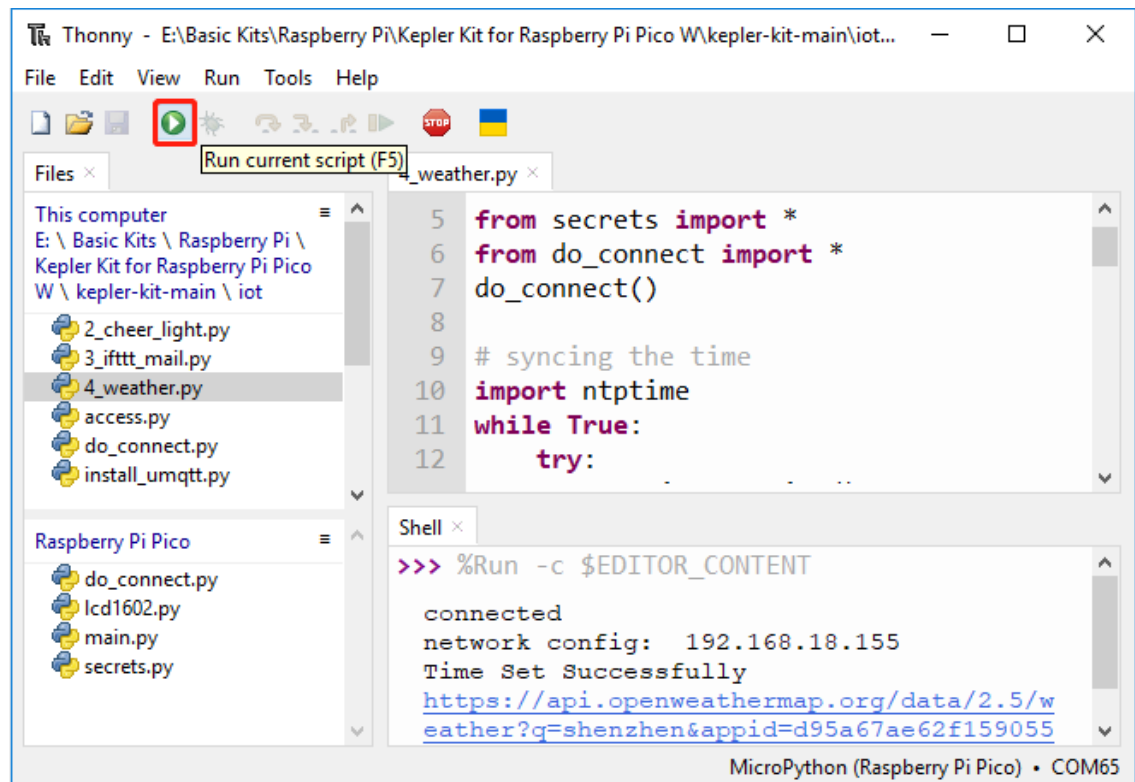 Thonny - E:\Basic Kits\Raspberry Pi\Kepler Kit for Raspberry Pi Pico W\kepler-kit-main\iot...
File Edit View Run Tools Help
STOP
Run current script (F5)
Files
This computer
E: \ Basic Kits \ Raspberry Pi \
Kepler Kit for Raspberry Pi Pico
W \ kepler-kit-main \ iot
2_cheer_light.py
3_ifttt_mail.py
4_weather.py
access.py
do_connect.py
install_umqtt.py
Raspberry Pi Pico
do_connect.py
lcd1602.py
main.py
secrets.py
4_weather.py
5 from secrets import *
6 from do_connect import *
7 do_connect()
8
9 # syncing the time
10 import ntptime
11 while True:
12 try:
Shell
>>> %Run -c $EDITOR_CONTENT
connected
network config: 192.168.18.155
Time Set Successfully
https://api.openweathermap.org/data/2.5/w
eather?q=shenzhen&appid=d95a67ae62f159055
MicroPython (Raspberry Pi Pico) • COM65